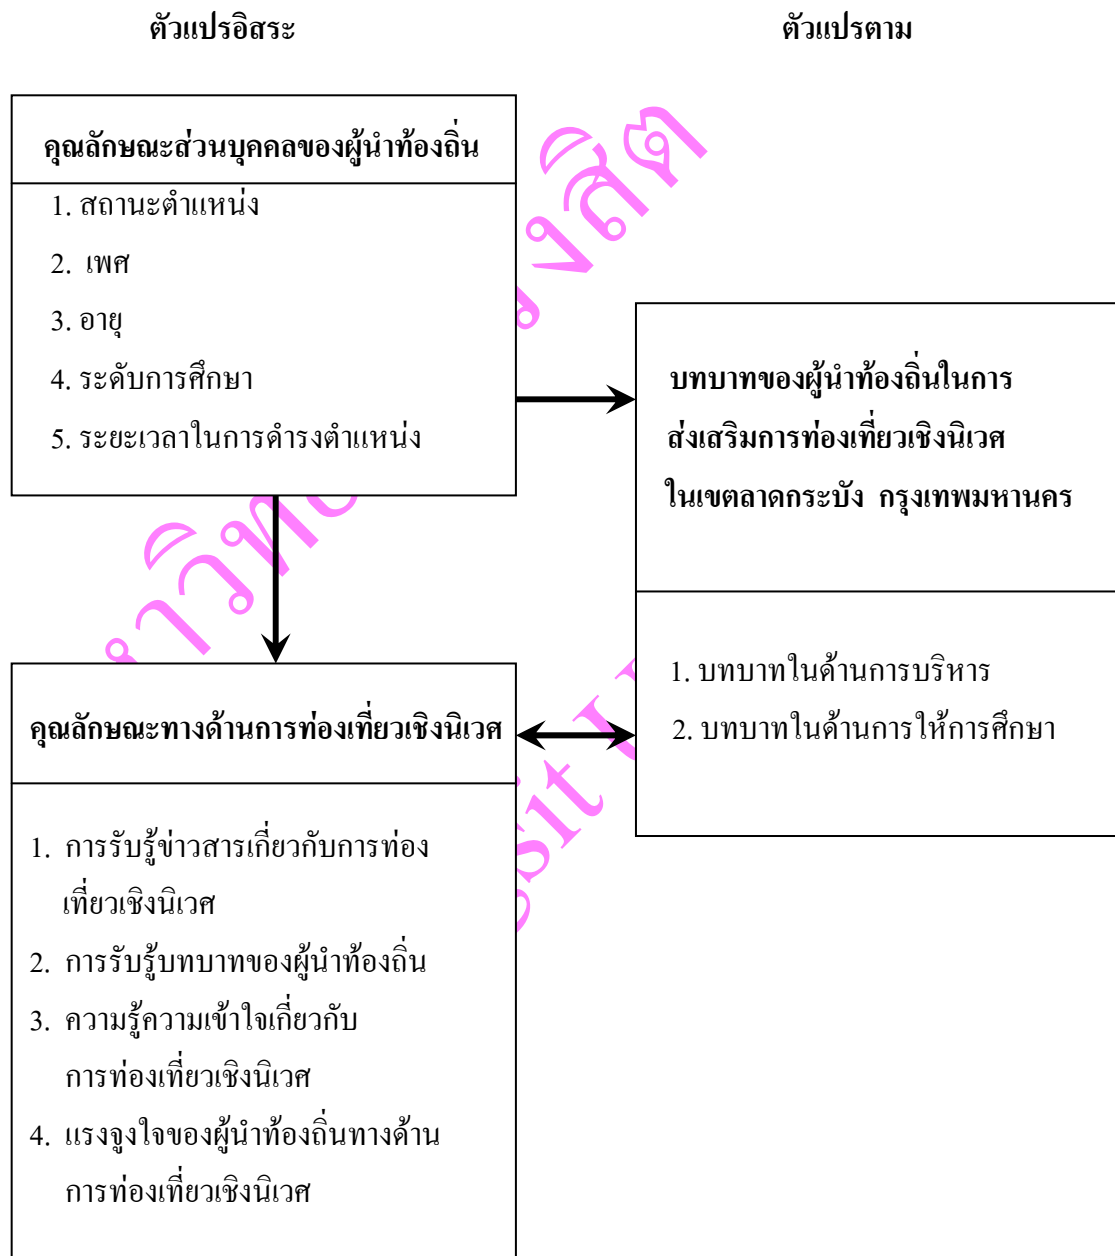 ตัวแปรอิสระ
ตัวแปรตาม
คุณลักษณะส่วนบุคคลของผู้นำท้องถิ่น
1. สถานะตำแหน่ง
2. เพศ
3. อายุ
4. ระดับการศึกษา
5. ระยะเวลาในการดำรงตำแหน่ง
บทบาทของผู้นำท้องถิ่นในการ
ส่งเสริมการท่องเที่ยวเชิงนิเวศ
ในเขตลาดกระบัง กรุงเทพมหานคร
1. บทบาทในด้านการบริหาร
2. บทบาทในด้านการให้การศึกษา
คุณลักษณะทางด้านการท่องเที่ยวเชิงนิเวศ
1. การรับรู้ข่าวสารเกี่ยวกับการท่อง
เที่ยวเชิงนิเวศ
2. การรับรู้บทบาทของผู้นำท้องถิ่น
3. ความรู้ความเข้าใจเกี่ยวกับ
การท่องเที่ยวเชิงนิเวศ
4. แรงจูงใจของผู้นำท้องถิ่นทางด้าน
การท่องเที่ยวเชิงนิเวศ